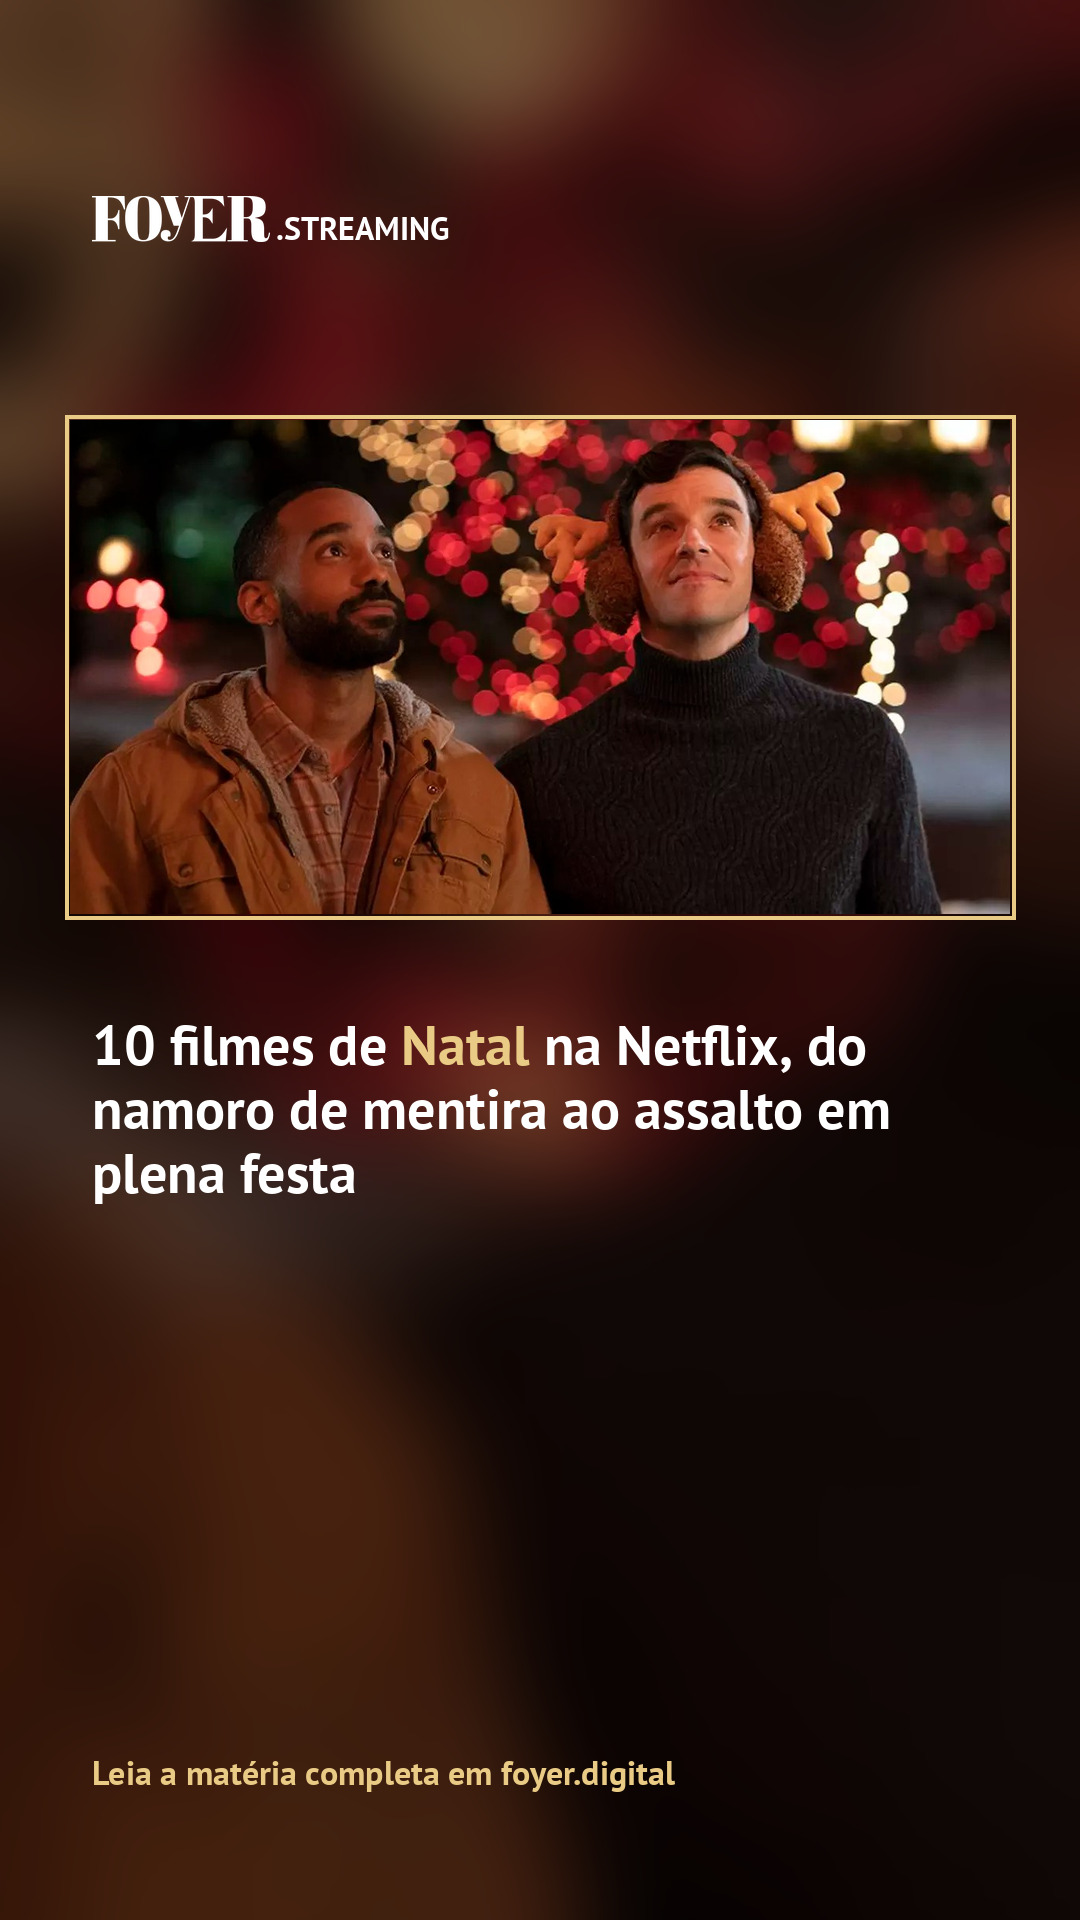 FOYER .STREAMING
10 filmes de Natal na Netflix, do
namoro de mentira ao assalto em
plena festa
Leia a matéria completa em foyer.digital